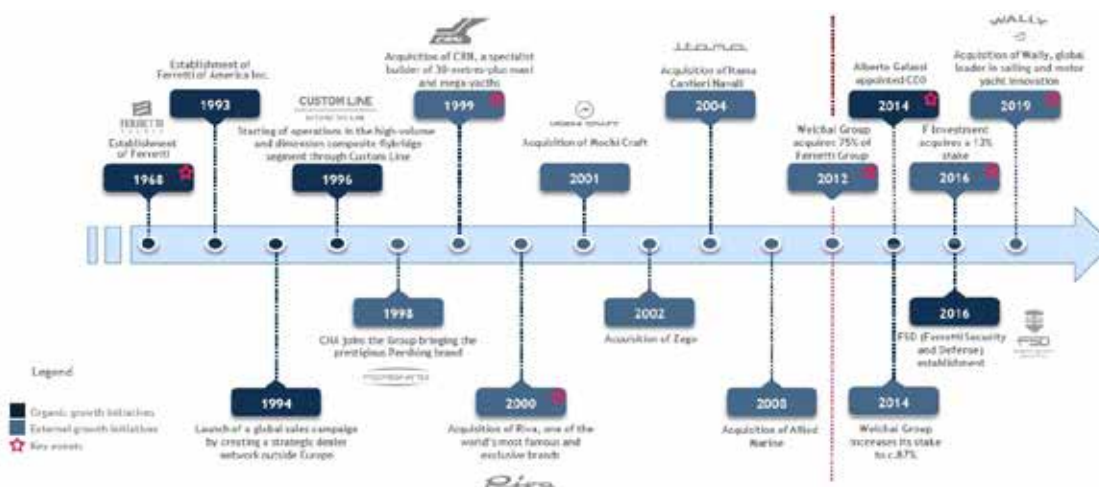 WALLY
CRN
itama
Acquisition of CRN, a specialist
builder of 30-metres-plus maxi
and mega-yachts
1999
Acquisition of Itama
Cantieri Navali
2004
Alberto Galassi
appointed CEO
2014
Acquisition of Wally, global
leader in sailing and motor
yacht innovation
2019
Establishment of
Ferretti of America Inc.
1993
CUSTOM LINE
Starting of operations in the high-volume
and dimension composite flybridge
segment through Custom Line
1996
Establishment
of Ferretti
1968
Acquisition of Mochi Craft
2001
Weichai Group
acquires 75% of
Ferretti Group
2012
F Investment
acquires a 13%
stake
2016
1998
CNA joins the Group bringing the
prestigious Pershing brand
2002
Acquisition of Zago
2016
FSD (Ferretti Security
and Defense)
establishment
FSD
Legend
Organic growth initiatives
External growth initiatives
Key events
1994
Launch of a global sales campaign
by creating a strategic dealer
network outside Europe
2000
Acquisition of Riva, one of the
world's most famous and
exclusive brands
Riva
2008
Acquisition of Allied
Marine
2014
Weichai Group
increases its stake
to c.87%